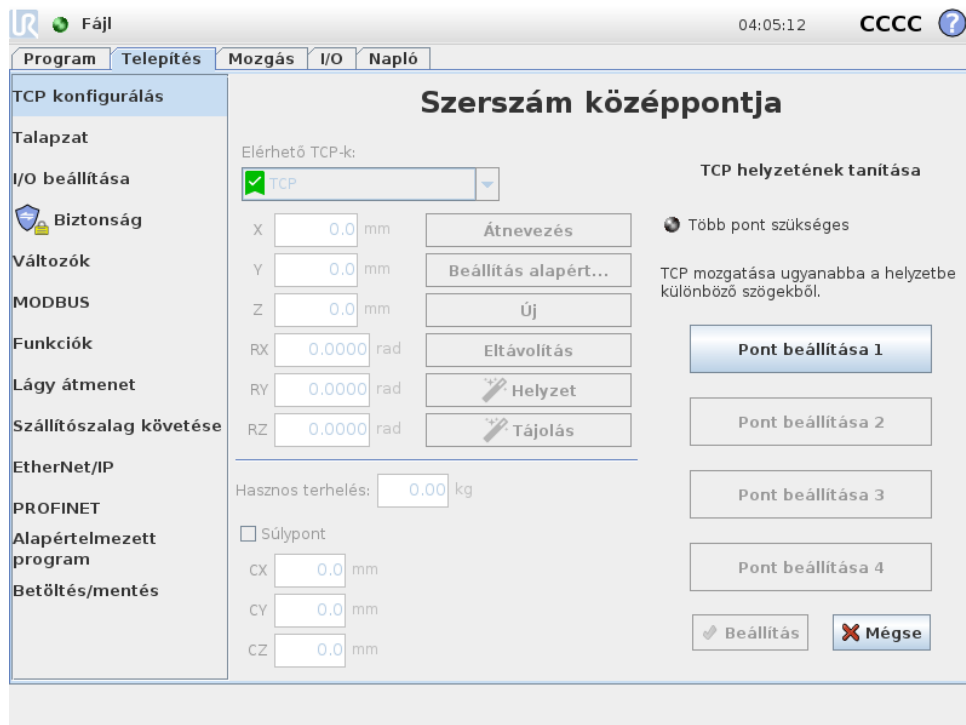 UR Fájl 04:05:12 CCCC ?
Program Telepítés Mozgás I/O Napló
TCP konfigurálás
Talapzat
I/O beállítása
Biztonság
Változók
MODBUS
Funkciók
Lágy átmenet
Szállítószalag követése
EtherNet/IP
PROFINET
Alapértelmezett
program
Betöltés/mentés
Szerszám középpontja
Elérhető TCP-k:
TCP
X 0.0 mm Átnevezés
Y 0.0 mm Beállítás alapért...
Z 0.0 mm Új
RX 0.0000 rad Eltávolítás
RY 0.0000 rad Helyzet
RZ 0.0000 rad Tájolás
Hasznos terhelés: 0.00 kg
Súlypont
CX 0.0 mm
CY 0.0 mm
CZ 0.0 mm
TCP helyzetének tanítása
Több pont szükséges
TCP mozgatása ugyanabba a helyzetbe
különböző szögekből.
Pont beállítása 1
Pont beállítása 2
Pont beállítása 3
Pont beállítása 4
Beállítás Mégse